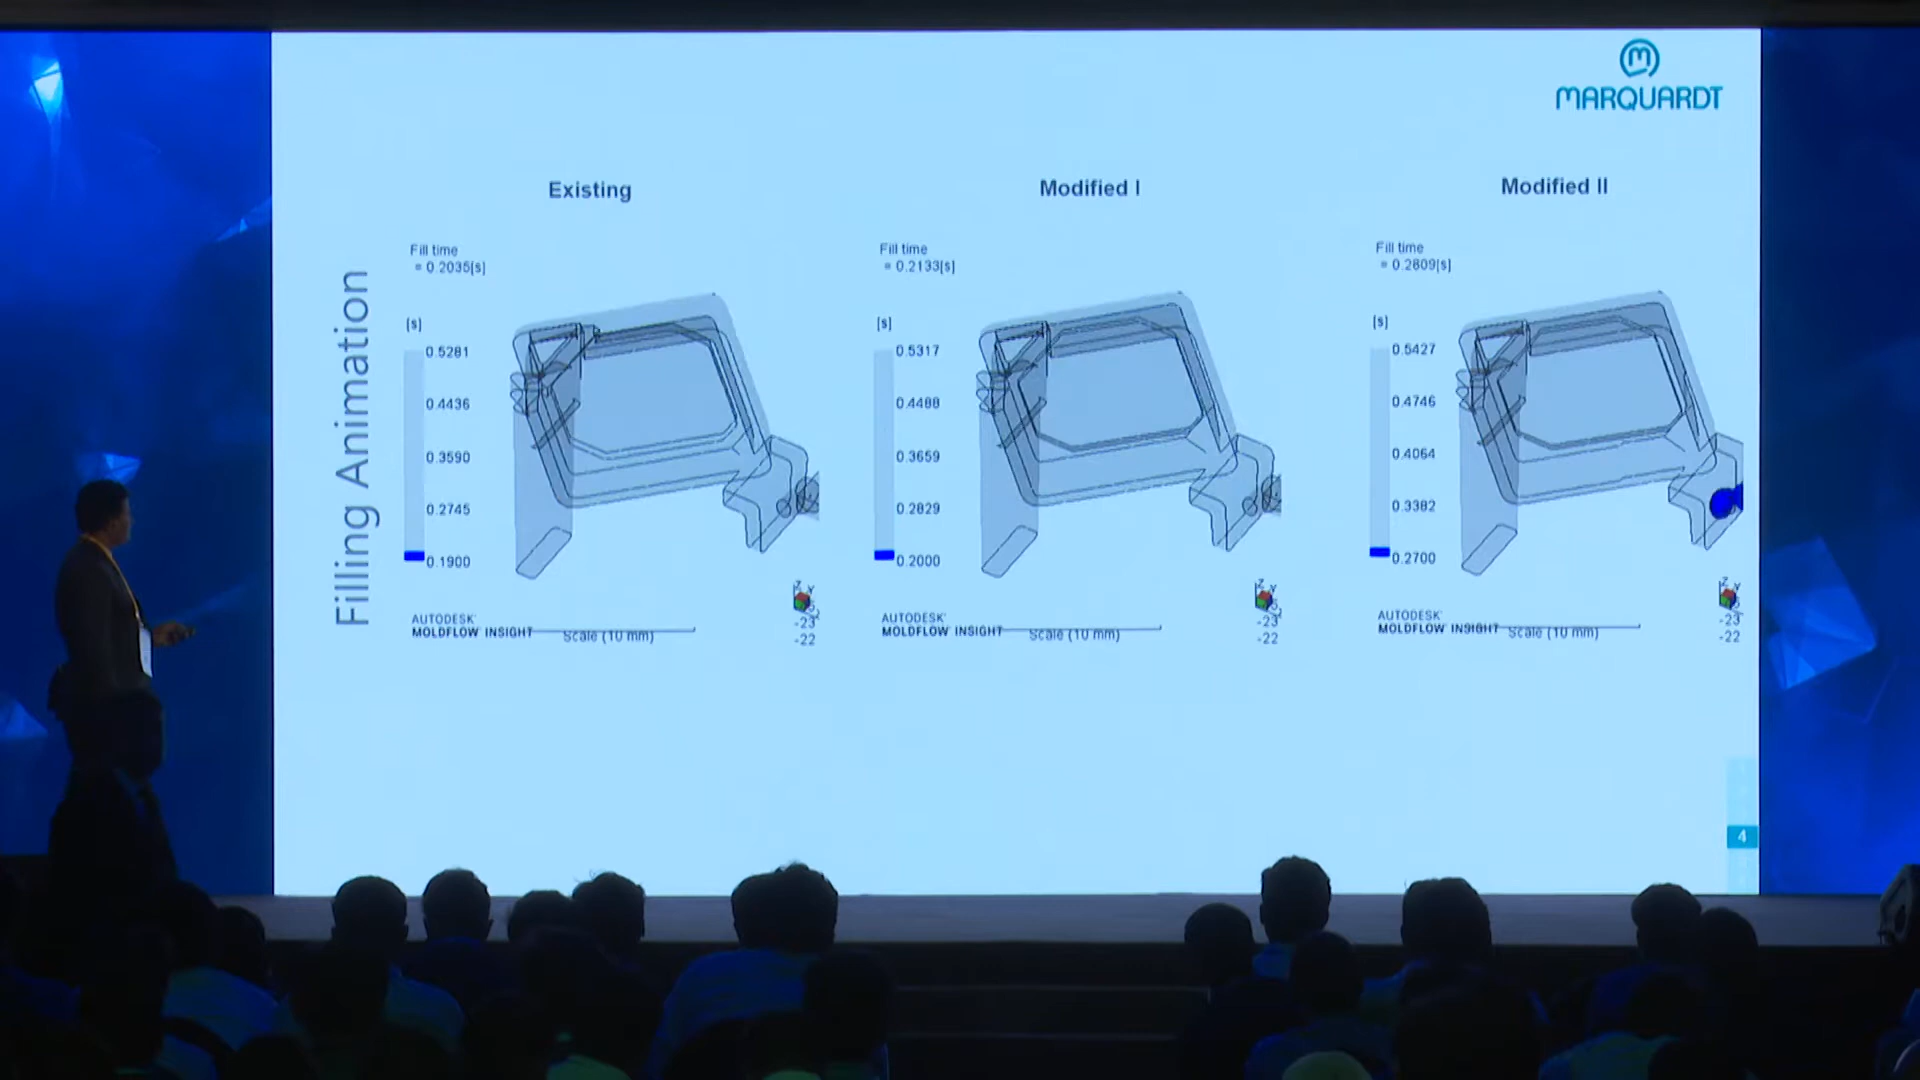 MARQUARDT
Filling Animation
Existing
Fill time
= 0.2035[s]
[s]
0.5281
0.4436
0.3590
0.2745
0.1900
AUTODESK
MOLDFLOW INSIGHT
Scale (10 mm)
Z
Y
-23
-22
Modified I
Fill time
= 0.2133[s]
[s]
0.5317
0.4488
0.3659
0.2829
0.2000
AUTODESK
MOLDFLOW INSIGHT
Scale (10 mm)
Z
Y
-23
-22
Modified II
Fill time
= 0.2809[s]
[s]
0.5427
0.4746
0.4064
0.3382
0.2700
AUTODESK
MOLDFLOW INSIGHT
Scale (10 mm)
Z
Y
-23
-22
4